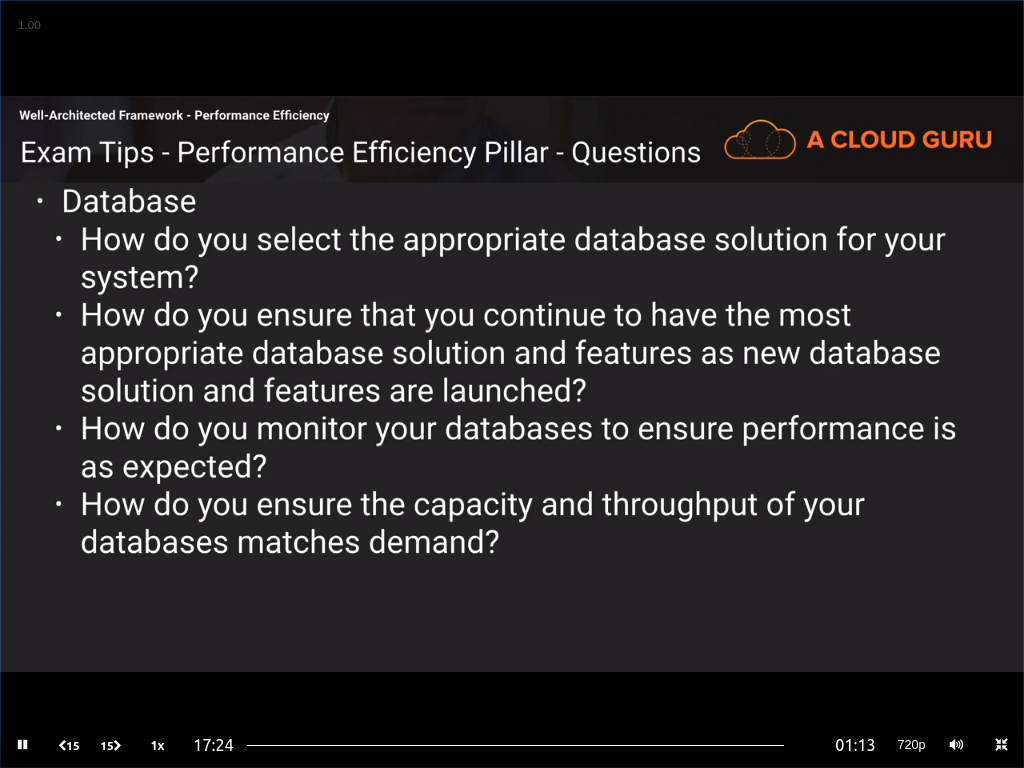 1.00
Well-Architected Framework - Performance Efficiency
Exam Tips - Performance Efficiency Pillar - Questions
A CLOUD GURU
• Database
• How do you select the appropriate database solution for your
system?
• How do you ensure that you continue to have the most
appropriate database solution and features as new database
solution and features are launched?
• How do you monitor your databases to ensure performance is
as expected?
• How do you ensure the capacity and throughput of your
databases matches demand?
15 15 1x 17:24 01:13 720p